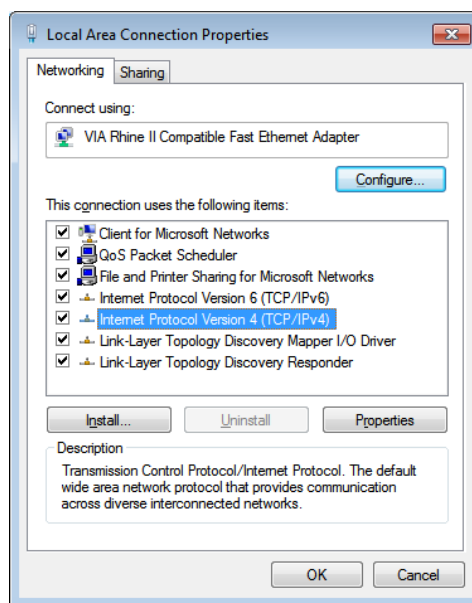 Local Area Connection Properties
Networking
Sharing
Connect using:
VIA Rhine II Compatible Fast Ethernet Adapter
Configure...
This connection uses the following items:
Client for Microsoft Networks
QoS Packet Scheduler
File and Printer Sharing for Microsoft Networks
Internet Protocol Version 6 (TCP/IPv6)
Internet Protocol Version 4 (TCP/IPv4)
Link-Layer Topology Discovery Mapper I/O Driver
Link-Layer Topology Discovery Responder
Install...
Uninstall
Properties
Description
Transmission Control Protocol/Internet Protocol. The default
wide area network protocol that provides communication
across diverse interconnected networks.
OK
Cancel